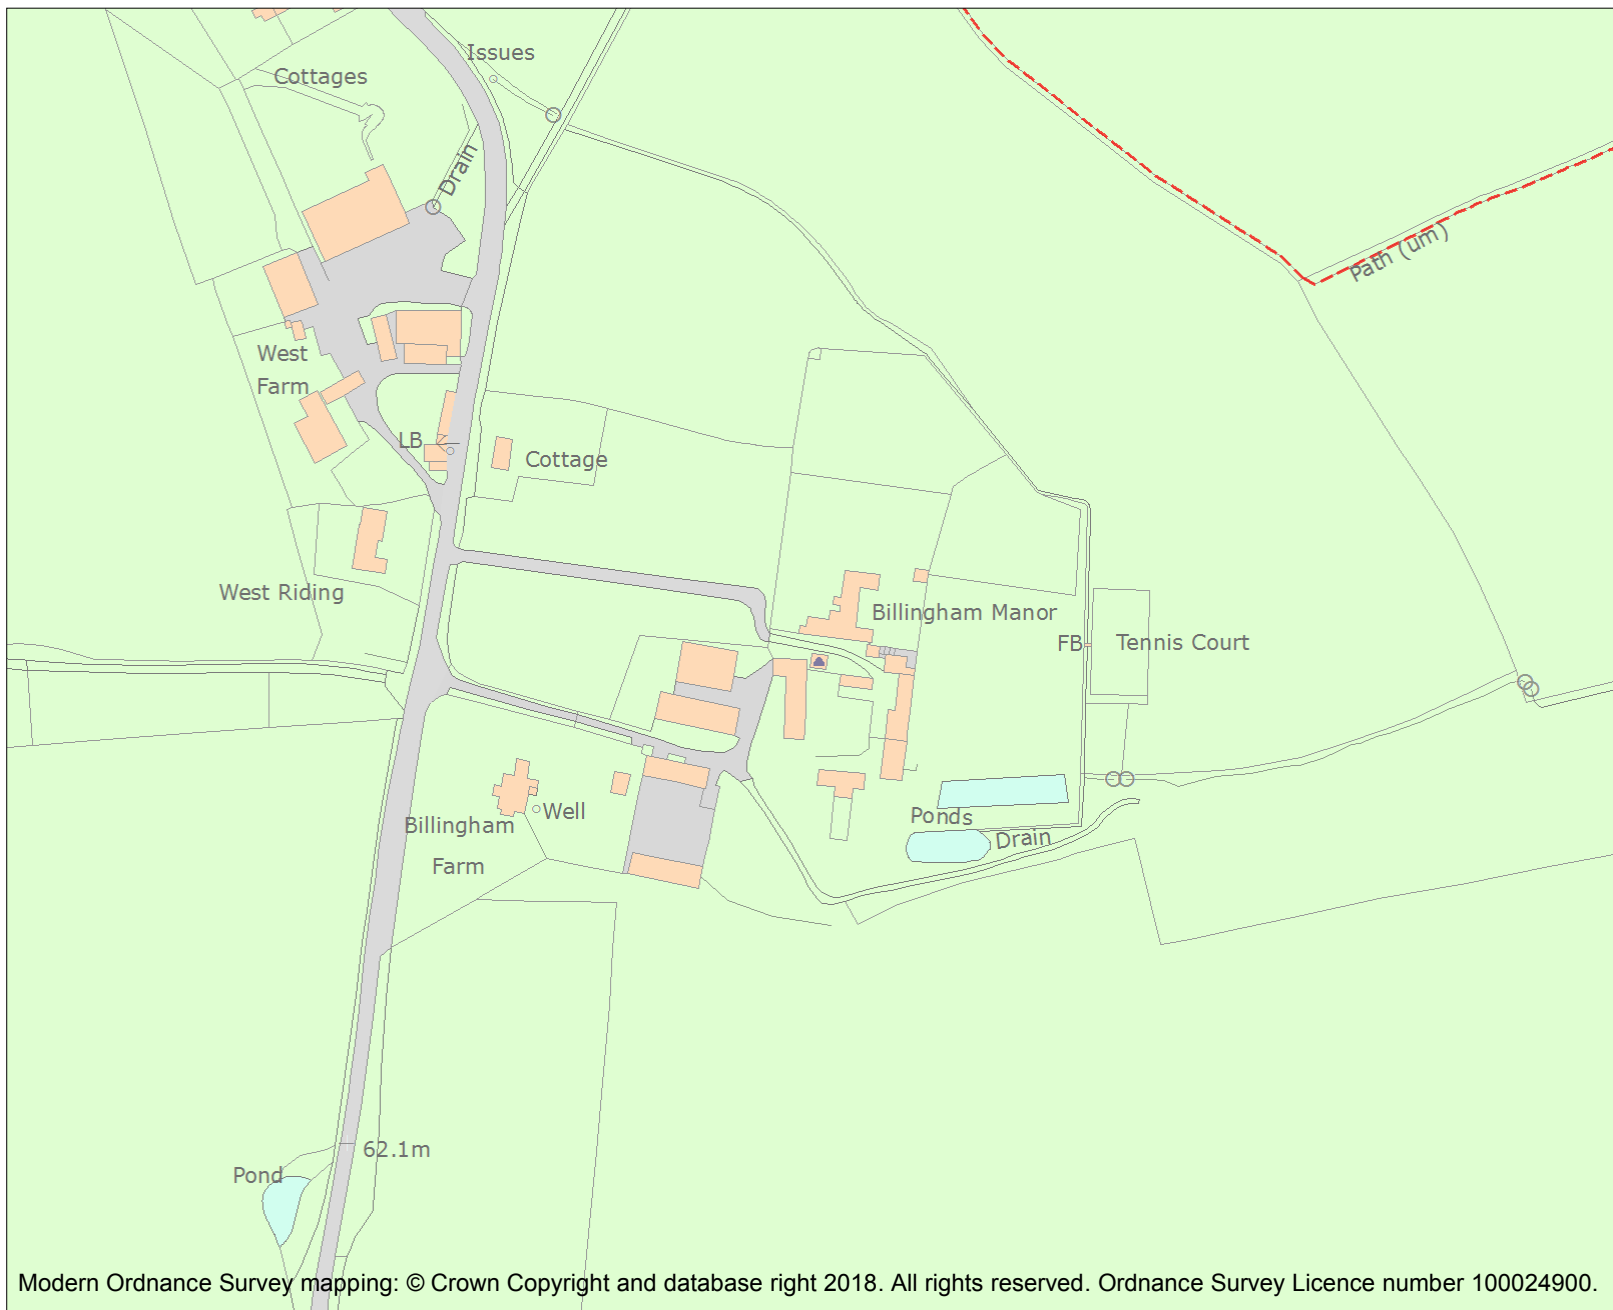 Issues
Cottages
Drain
Path (um)
West
Farm
LB
Cottage
West Riding
Billingham Manor
FB
Tennis Court
Well
Billingham
Farm
Ponds
Drain
62.1m
Pond
Modern Ordnance Survey mapping: © Crown Copyright and database right 2018. All rights reserved. Ordnance Survey Licence number 100024900.